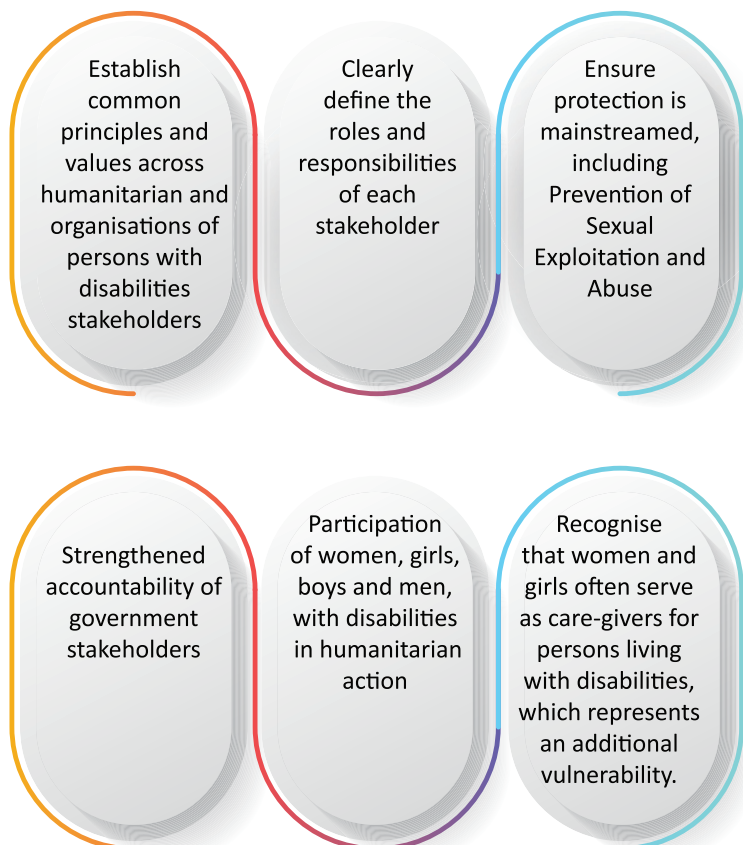 Establish
common
principles and
values across
humanitarian and
organisations of
persons with
disabilities
stakeholders
Clearly
define the
roles and
responsibilities
of each
stakeholder
Ensure
protection is
mainstreamed,
including
Prevention of
Sexual
Exploitation and
Abuse
Strengthened
accountability of
government
stakeholders
Participation
of women, girls,
boys and men,
with disabilities
in humanitarian
action
Recognise
that women and
girls often serve
as care-givers for
persons living
with disabilities,
which represents
an additional
vulnerability.